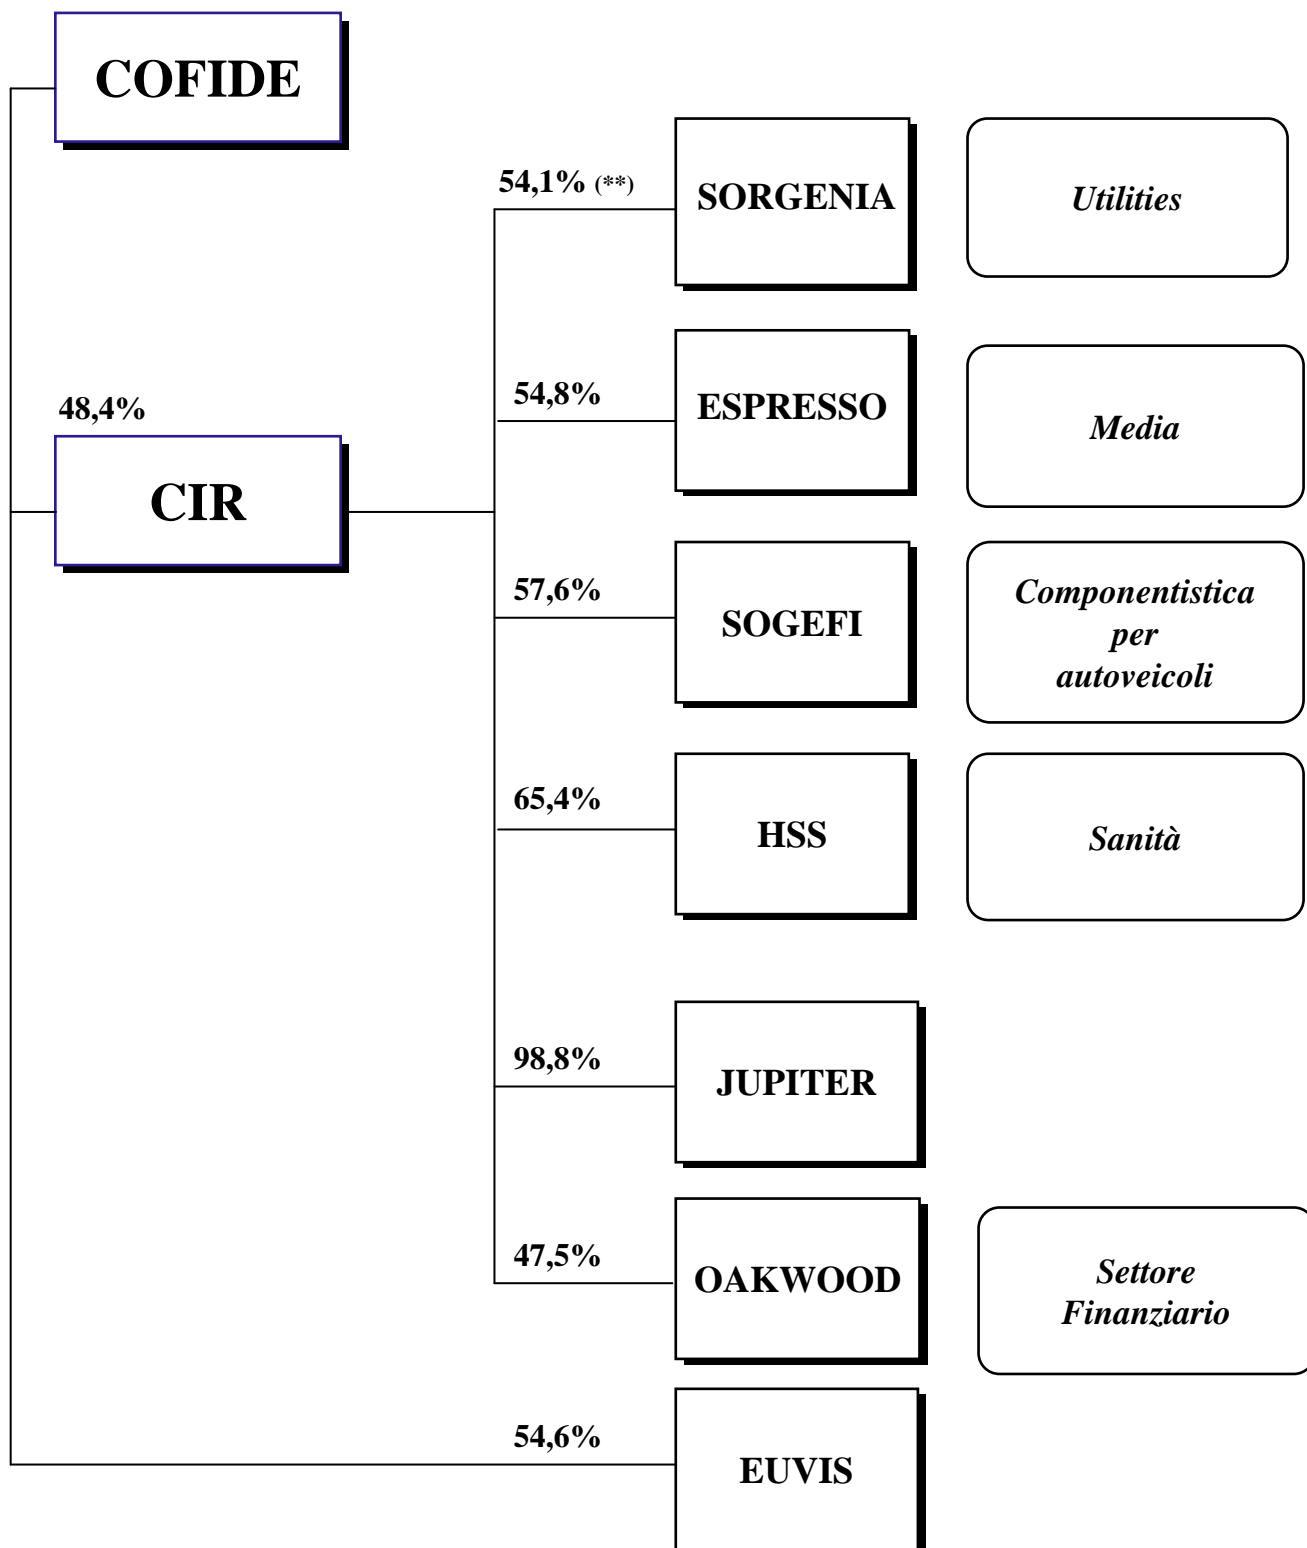 COFIDE
54,1% (**)
SORGENIA
Utilities
54,8%
ESPRESSO
Media
48,4%
CIR
57,6%
SOGEFI
Componentistica
per
autoveicoli
65,4%
HSS
Sanità
98,8%
JUPITER
47,5%
OAKWOOD
Settore
Finanziario
54,6%
EUVIS